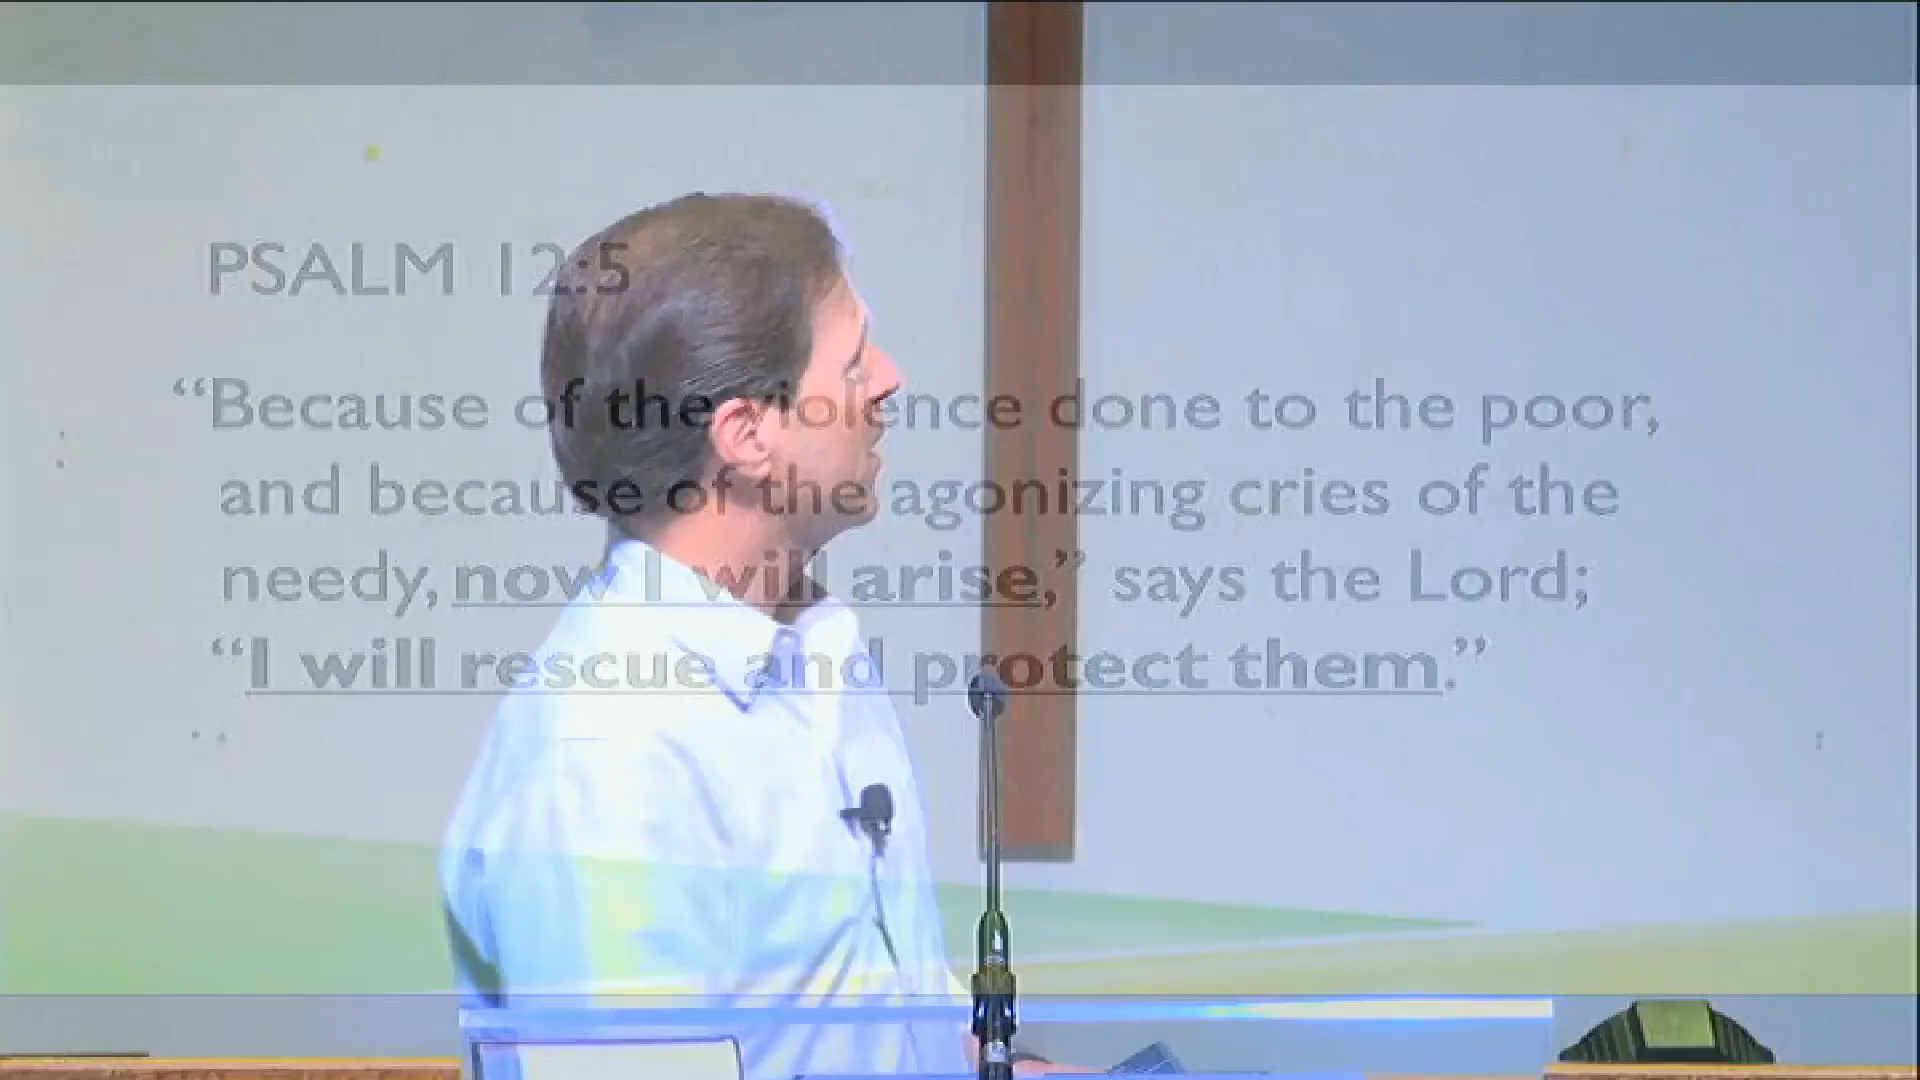 PSALM 12:5
“Because of the violence done to the poor,
and because of the agonizing cries of the
needy, now I will arise,” says the Lord;
“I will rescue and protect them.”